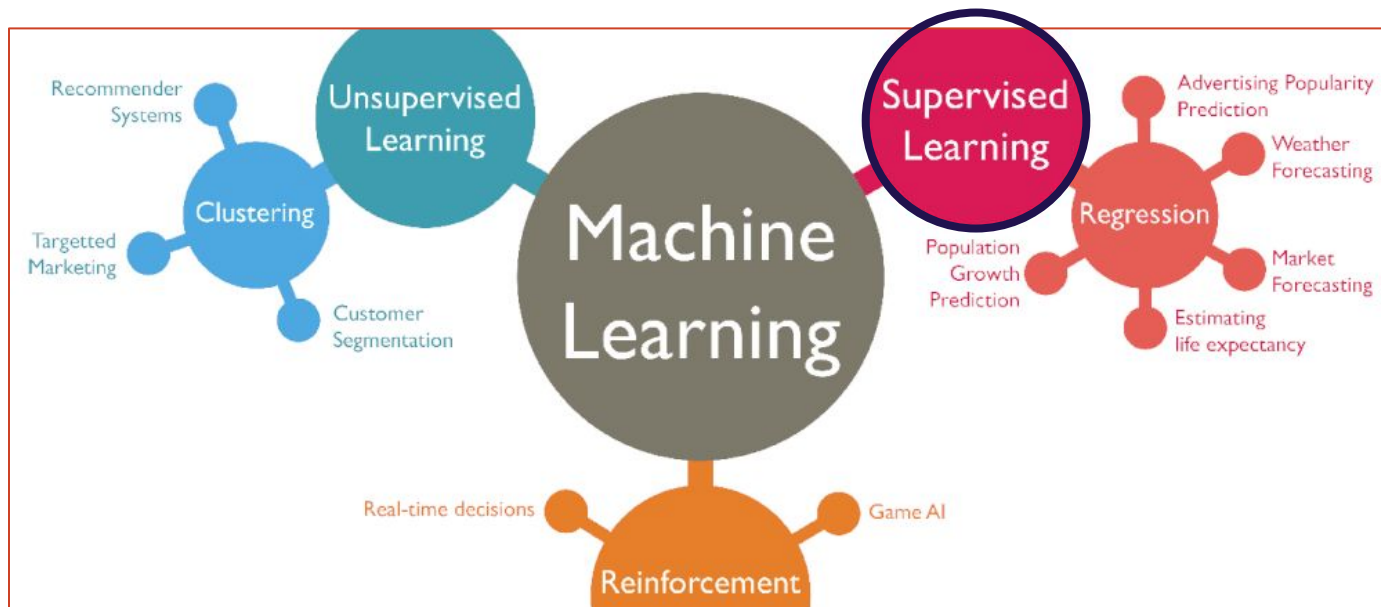 Recommender
Systems
Unsupervised
Learning
Clustering
Targetted
Marketing
Customer
Segmentation
Machine
Learning
Supervised
Learning
Advertising Popularity
Prediction
Weather
Forecasting
Regression
Population
Growth
Prediction
Market
Forecasting
Estimating
life expectancy
Real-time decisions
Game AI
Reinforcement